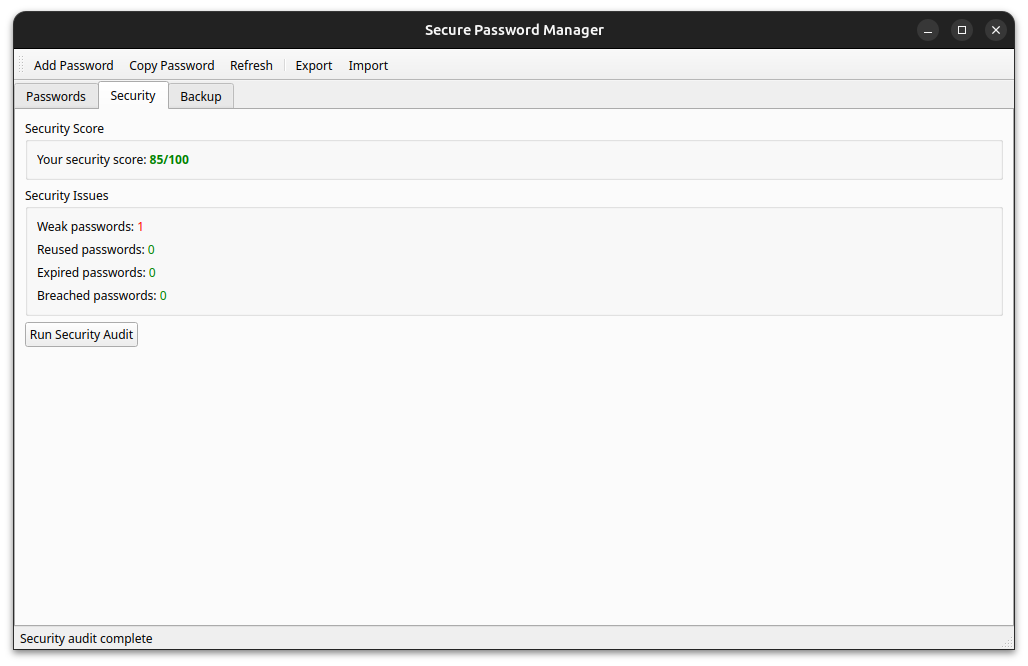 Secure Password Manager
Add Password Copy Password Refresh Export Import
Passwords Security Backup
Security Score
Your security score: 85/100
Security Issues
Weak passwords: 1
Reused passwords: 0
Expired passwords: 0
Breached passwords: 0
Run Security Audit
Security audit complete